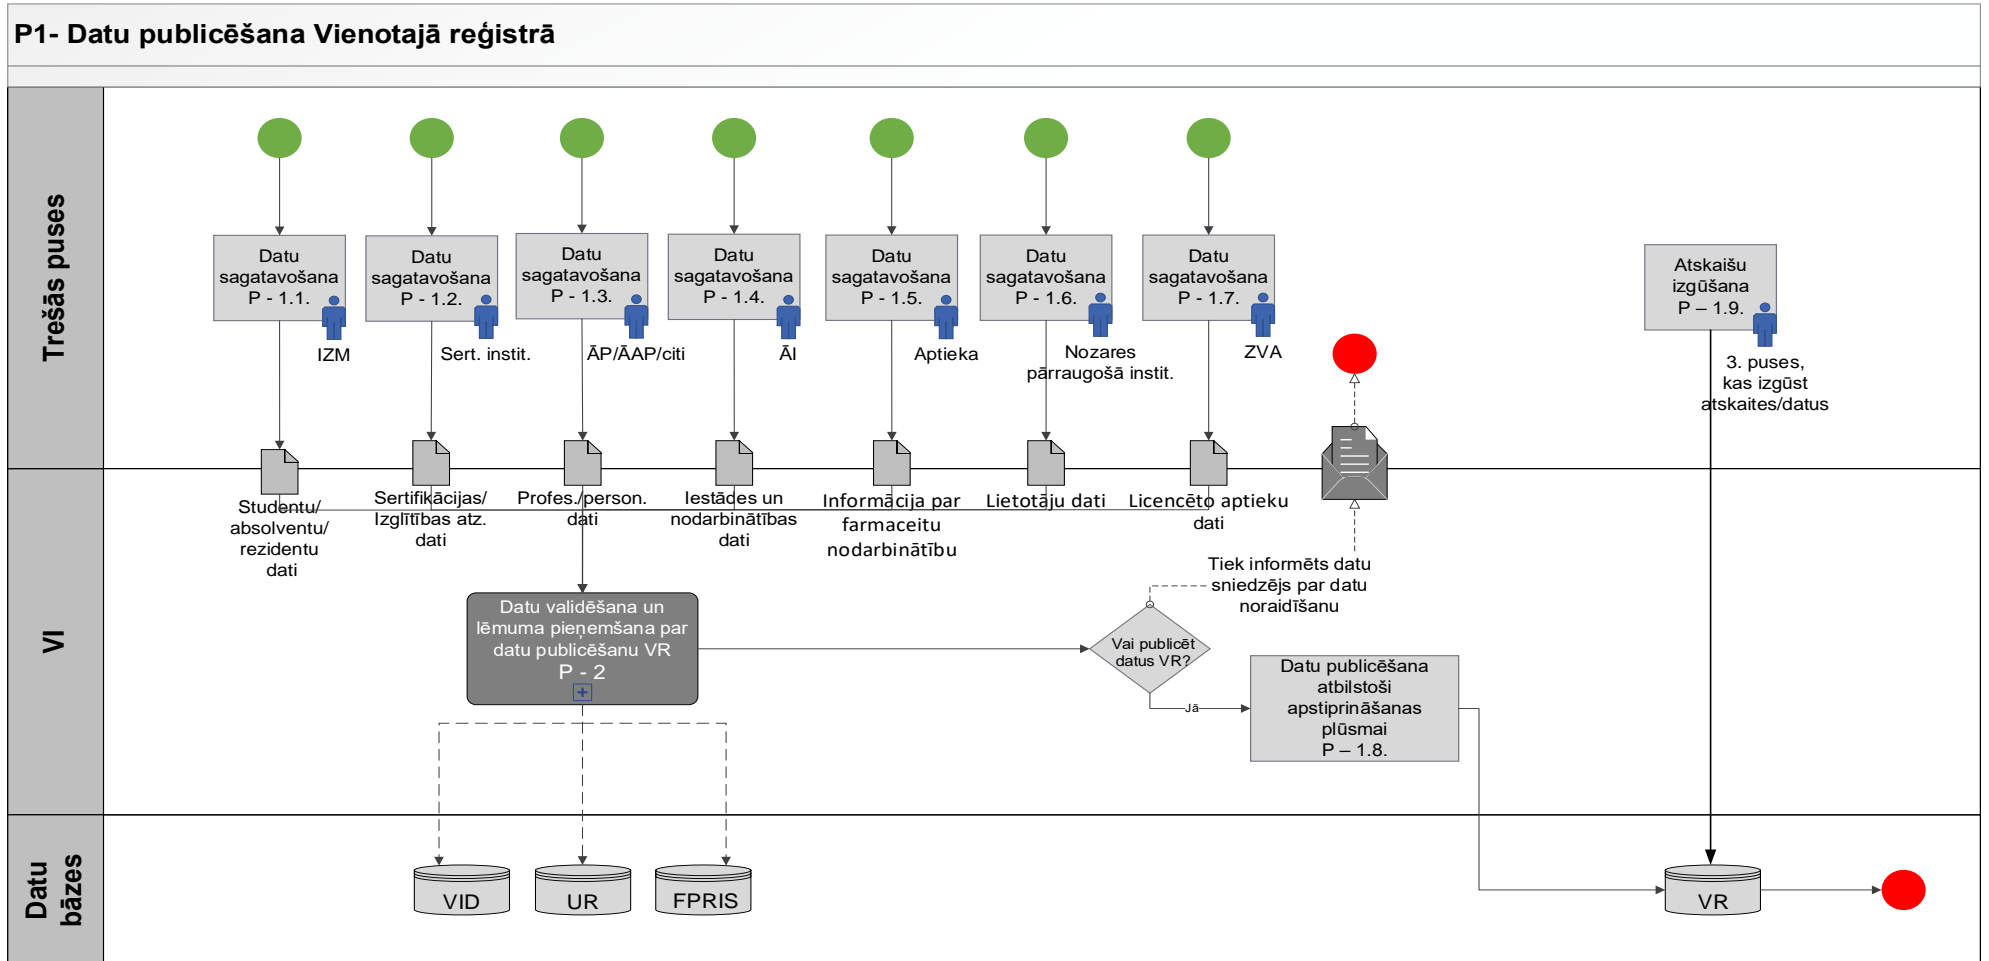 P1- Datu publicēšana Vienotajā reģistrā
Trešās puses
Datu
sagatavošana
P - 1.1.
IZM
Datu
sagatavošana
P - 1.2.
Sert. instit.
Datu
sagatavošana
P - 1.3.
ĀP/ĀAP/citi
Datu
sagatavošana
P - 1.4.
ĀI
Datu
sagatavošana
P - 1.5.
Aptieka
Datu
sagatavošana
P - 1.6.
Nozares
pārraugošā instit.
Datu
sagatavošana
P - 1.7.
ZVA
Atskaišu
izgūšana
P – 1.9.
3. puses,
kas izgūst
atskaites/datus
VI
Studentu/
absolventu/
rezidentu
dati
Sertifikācijas/
Izglītības atz.
dati
Profes./person.
dati
Iestādes un
nodarbinātības
dati
Informācija par
farmaceitu
nodarbinātību
Lietotāju dati
Licencēto aptieku
dati
Tiek informēts datu
sniedzējs par datu
noraidīšanu
Datu validēšana un
lēmuma pieņemšana par
datu publicēšanu VR
P - 2
Vai publicēt
datus VR?
Jā
Datu publicēšana
atbilstoši
apstiprināšanas
plūsmai
P – 1.8.
Datu
bāzes
VID
UR
FPRIS
VR